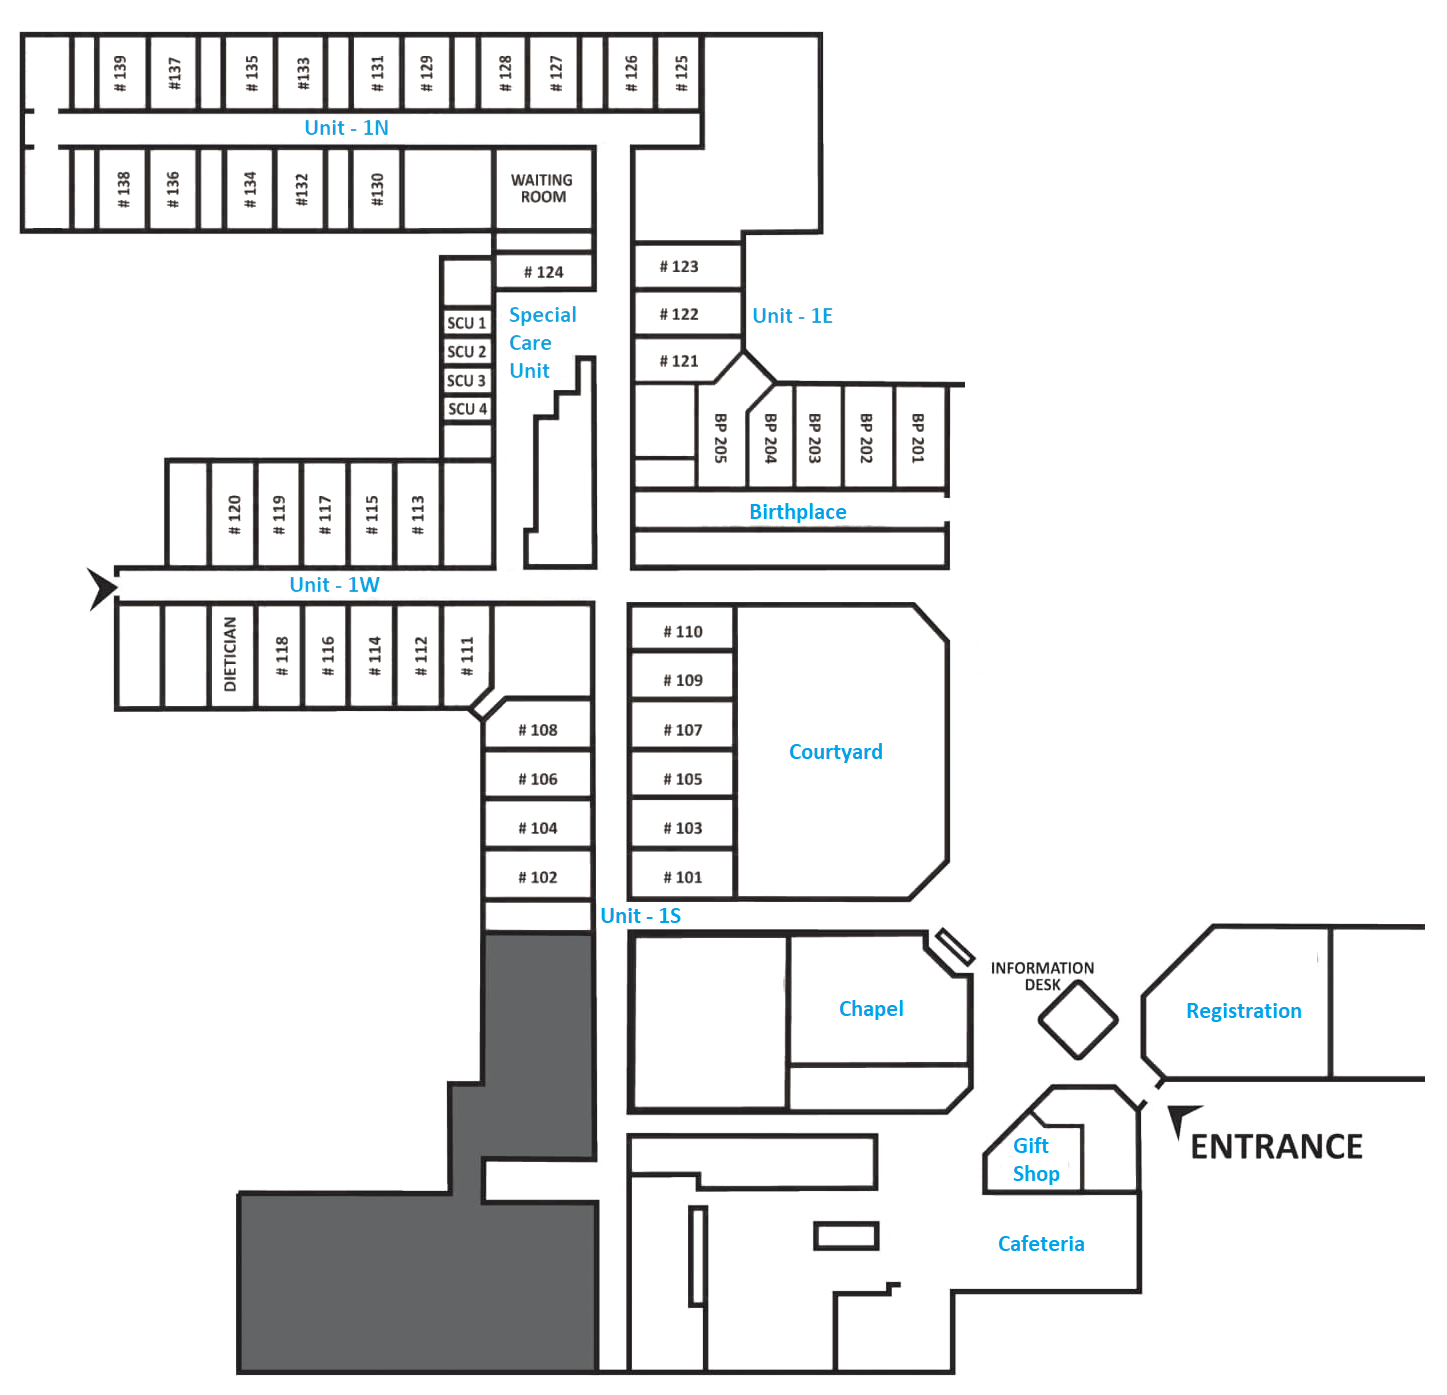 # 139
#137
# 135
#133
# 131
# 129
# 128
# 127
# 126
# 125
Unit - 1N
# 138
# 136
# 134
#132
#130
WAITING
ROOM
# 124
# 123
# 122
# 121
Unit - 1E
Special
Care
Unit
SCU 1
SCU 2
SCU 3
SCU 4
BP 205
BP 204
BP 203
BP 202
BP 201
Birthplace
# 120
# 119
# 117
# 115
# 113
Unit - 1W
DIETICIAN
# 118
# 116
# 114
# 112
# 111
# 110
# 109
# 108
# 107
# 106
# 105
# 104
# 103
# 102
# 101
Courtyard
Unit - 1S
INFORMATION
DESK
Chapel
Registration
ENTRANCE
Gift
Shop
Cafeteria